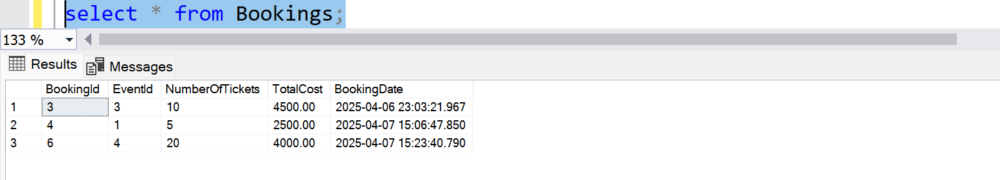 select * from Bookings;
133 %
Results Messages
BookingId EventId NumberOfTickets TotalCost BookingDate
1 3 3 10 4500.00 2025-04-06 23:03:21.967
2 4 1 5 2500.00 2025-04-07 15:06:47.850
3 6 4 20 4000.00 2025-04-07 15:23:40.790